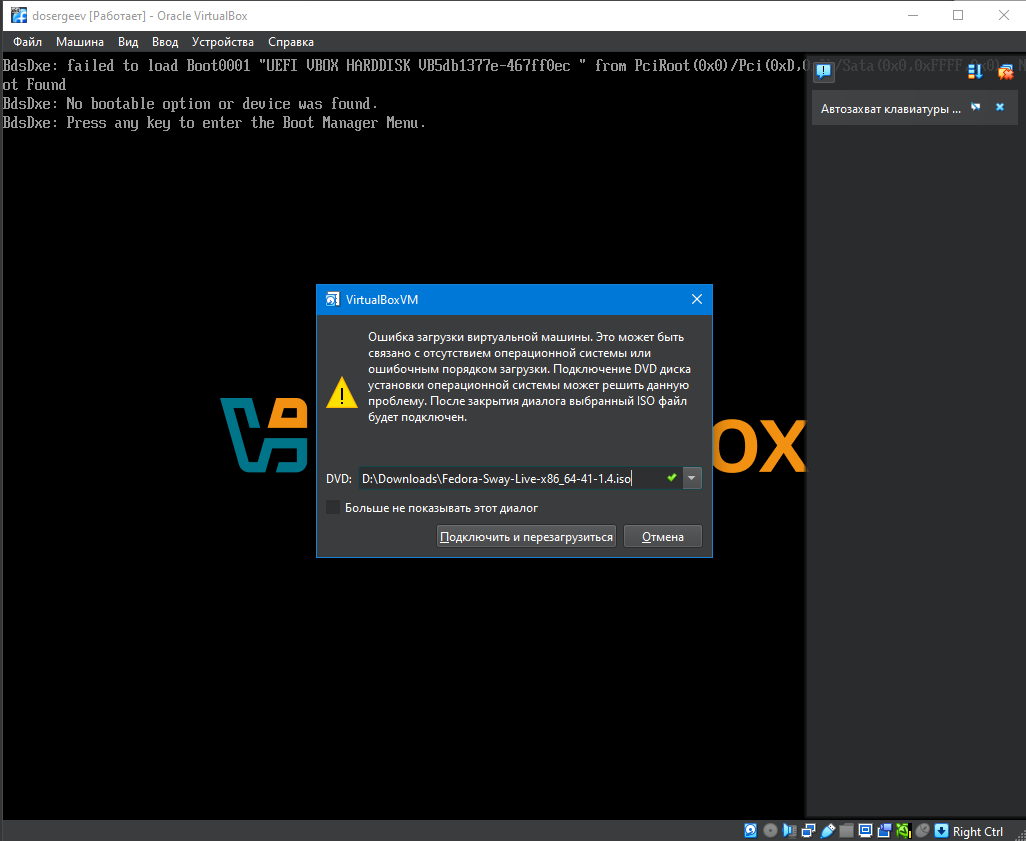 dosergeev [Работает] - Oracle VirtualBox
Файл Машина Вид Ввод Устройства Справка
BdsDxe: failed to load Boot0001 "UEFI VBOX HARDDISK VB5db1377e-467ff0ec " from PciRoot(0x0)/Pci(0xD,0x0)/Sata(0x0,0xFFFF,0x0): N
ot Found
BdsDxe: No bootable option or device was found.
BdsDxe: Press any key to enter the Boot Manager Menu.
Автозахват клавиатуры ...
VirtualBoxVM
Ошибка загрузки виртуальной машины. Это может быть
связано с отсутствием операционной системы или
ошибочным порядком загрузки. Подключение DVD диска
установки операционной системы может решить данную
проблему. После закрытия диалога выбранный ISO файл
будет подключен.
ox
DVD: D:\Downloads\Fedora-Sway-Live-x86_64-41-1.4.iso
Больше не показывать этот диалог
Подключить и перезагрузиться Отмена
Right Ctrl